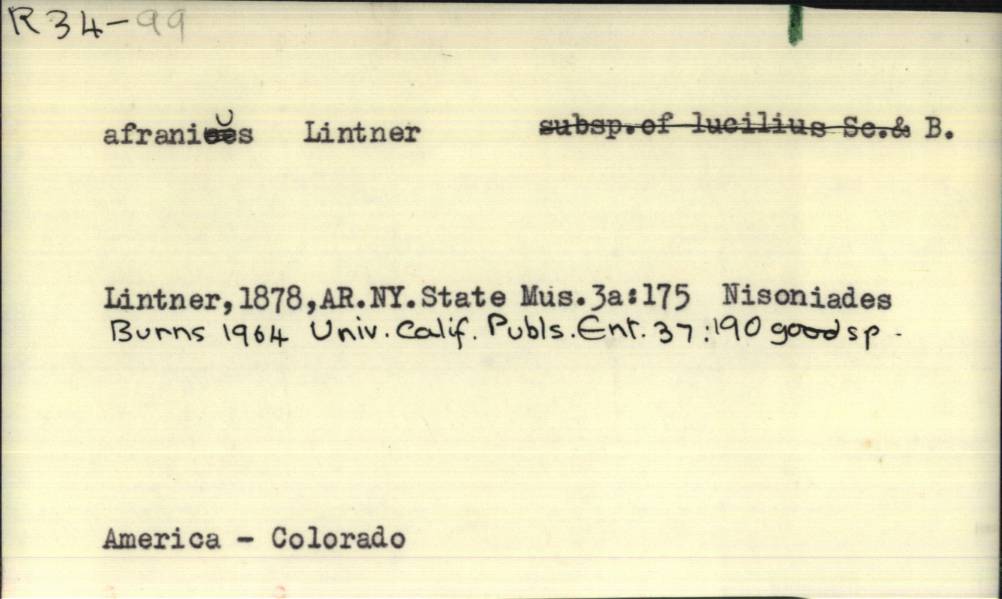 R34-99
afranius Lintner subsp.of lucilius Sc.& B.
Lintner,1878,AR.NY.State Mus.3a:175 Nisoniades
Burns 1964 Univ. Calif. Publs. Ent. 37:190 good sp.
America - Colorado